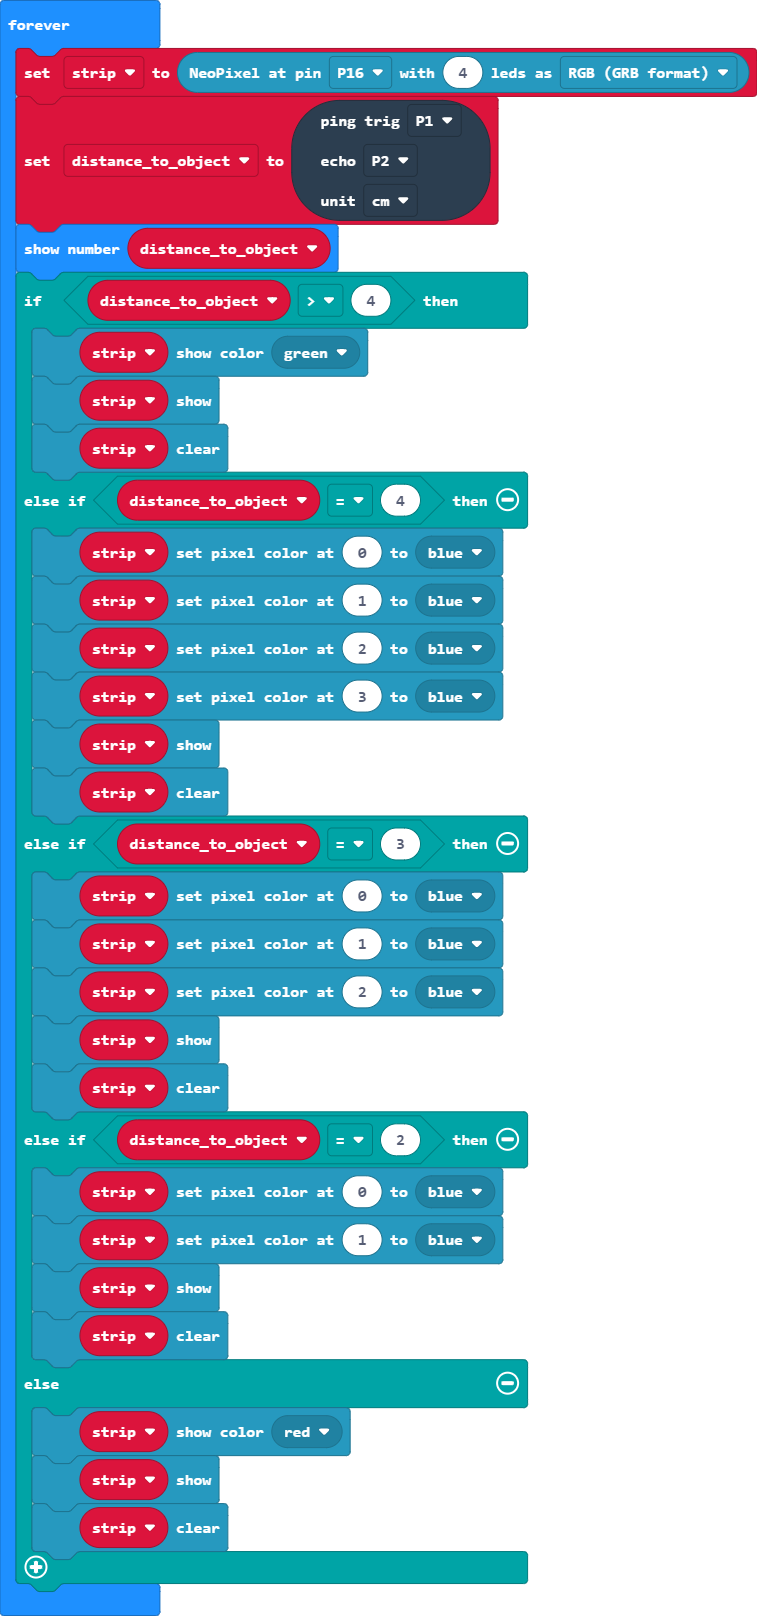 forever
set strip to NeoPixel at pin P16 with 4 leds as RGB (GRB format)
ping trig P1
set distance_to_object to echo P2
unit cm
show number distance_to_object
if distance_to_object > 4 then
strip show color green
strip show
strip clear
else if distance_to_object = 4 then
strip set pixel color at 0 to blue
strip set pixel color at 1 to blue
strip set pixel color at 2 to blue
strip set pixel color at 3 to blue
strip show
strip clear
else if distance_to_object = 3 then
strip set pixel color at 0 to blue
strip set pixel color at 1 to blue
strip set pixel color at 2 to blue
strip show
strip clear
else if distance_to_object = 2 then
strip set pixel color at 0 to blue
strip set pixel color at 1 to blue
strip show
strip clear
else
strip show color red
strip show
strip clear